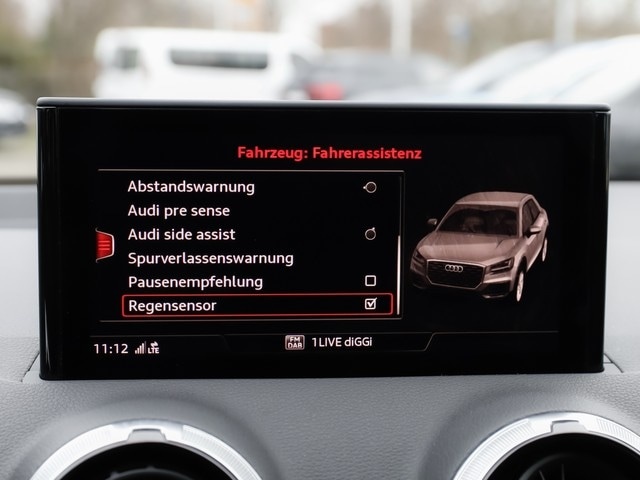 Fahrzeug: Fahrerassistenz
Abstandswarnung
Audi pre sense
Audi side assist
Spurverlassenswarnung
Pausenempfehlung
Regensensor
11:12 LTE
FM
DAB
1LIVE diGGi